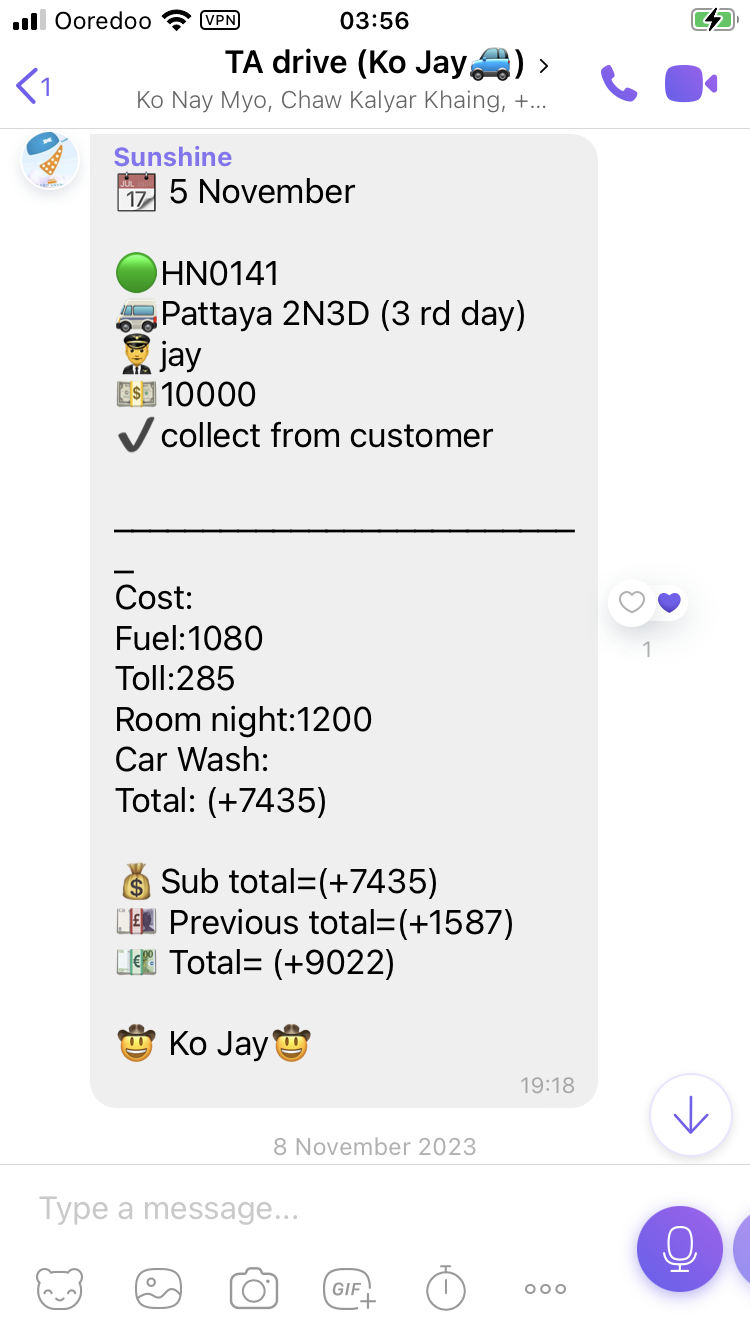 Ooredoo VPN 03:56
TA drive (Ko Jay🚙) >
1
Ko Nay Myo, Chaw Kalyar Khaing, +...
Sunshine
📅 5 November
🟢HN0141
🚐Pattaya 2N3D (3 rd day)
👨‍✈️jay
💵10000
✔️collect from customer
__________________________
_
Cost:
Fuel:1080
Toll:285
Room night:1200
Car Wash:
Total: (+7435)
💰Sub total=(+7435)
💷 Previous total=(+1587)
💶 Total= (+9022)
🤠 Ko Jay🤠
19:18
1
8 November 2023
Type a message...
GIF